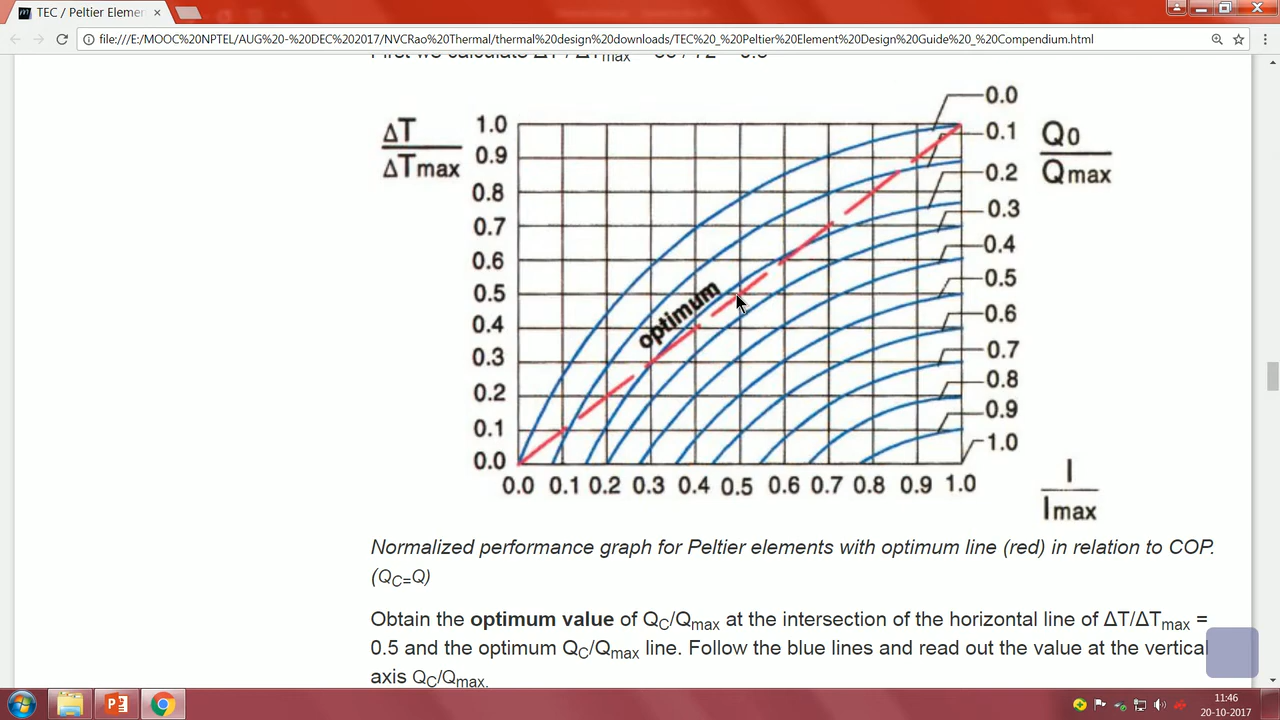 TEC / Peltier Elemen
file:///E:/MOOC%20NPTEL/AUG%20-%20DEC%202017/NVCRao%20Thermal/thermal%20design%20downloads/TEC%20_%20Peltier%20Element%20Design%20Guide%20_%20Compendium.html
ΔT
ΔTmax
1.0
0.9
0.8
0.7
0.6
0.5
0.4
0.3
0.2
0.1
0.0
optimum
0.0
0.1
0.2
0.3
0.4
0.5
0.6
0.7
0.8
0.9
1.0
Q0
Qmax
0.0 0.1 0.2 0.3 0.4 0.5 0.6 0.7 0.8 0.9 1.0
I
Imax
Normalized performance graph for Peltier elements with optimum line (red) in relation to COP.
(QC=Q)
Obtain the optimum value of QC/Qmax at the intersection of the horizontal line of ΔT/ΔTmax =
0.5 and the optimum QC/Qmax line. Follow the blue lines and read out the value at the vertical
axis QC/Qmax.
11:46
20-10-2017